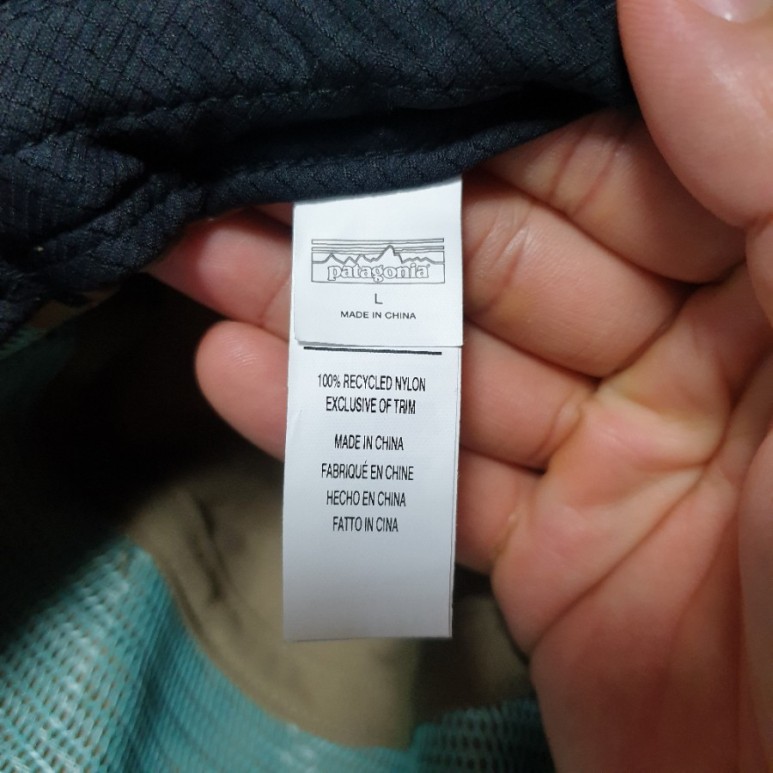 patagonia
L
MADE IN CHINA
100% RECYCLED NYLON
EXCLUSIVE OF TRIM
MADE IN CHINA
FABRIQUÉ EN CHINE
HECHO EN CHINA
FATTO IN CINA